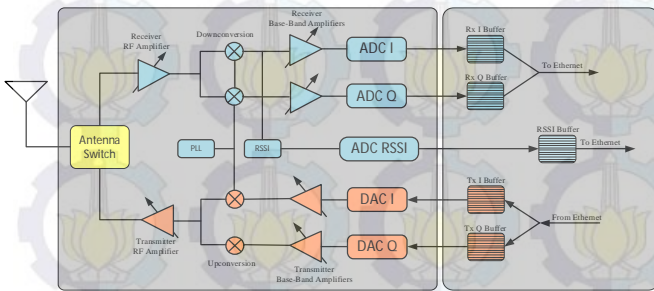 Receiver
RF Amplifier
Downconversion
Receiver
Base-Band Amplifiers
ADC I
Rx I Buffer
To Ethernet
ADC Q
Rx Q Buffer
Antenna
Switch
PLL
RSSI
ADC RSSI
RSSI Buffer
To Ethernet
Transmitter
RF Amplifier
Upconversion
Transmitter
Base-Band Amplifiers
DAC I
Tx I Buffer
From Ethernet
DAC Q
Tx Q Buffer